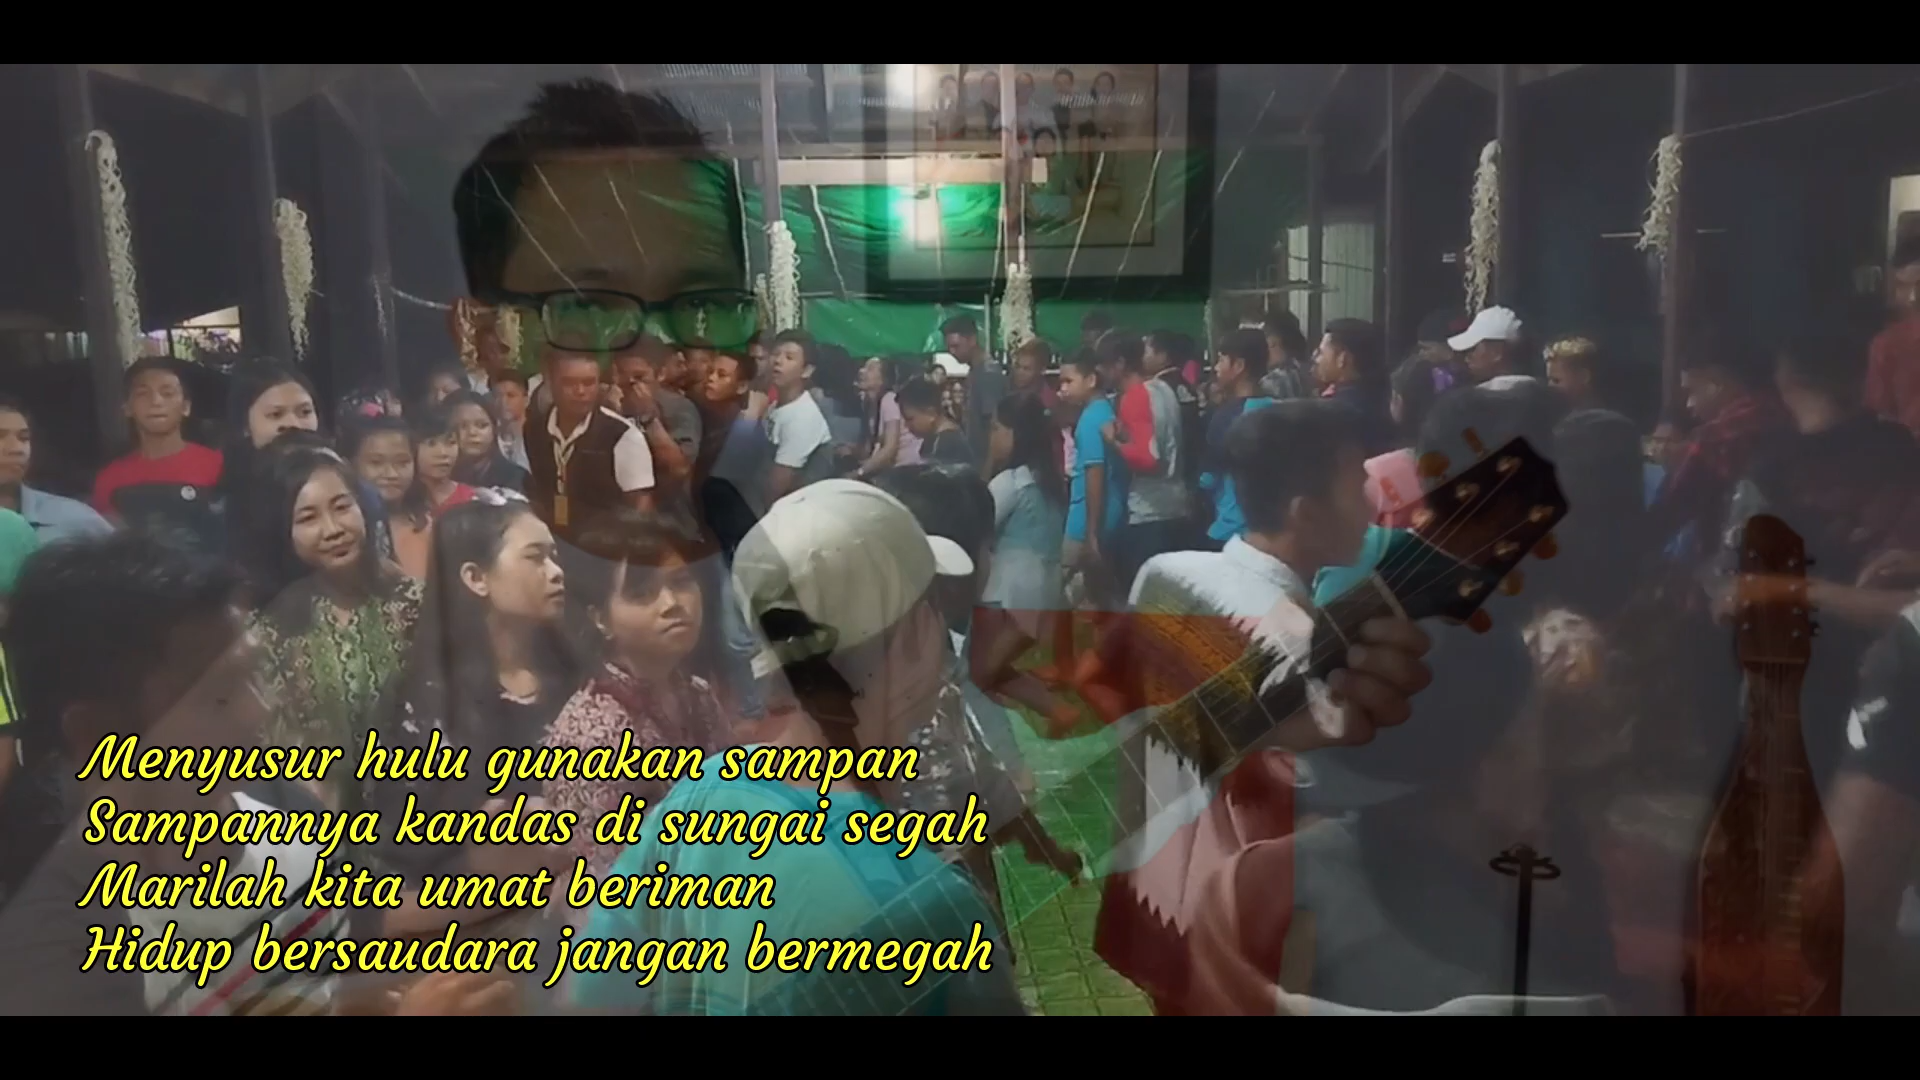 Menyusur hulu gunakan sampan
Sampannya kandas di sungai segah
Marilah kita umat beriman
Hidup bersaudara jangan bermegah